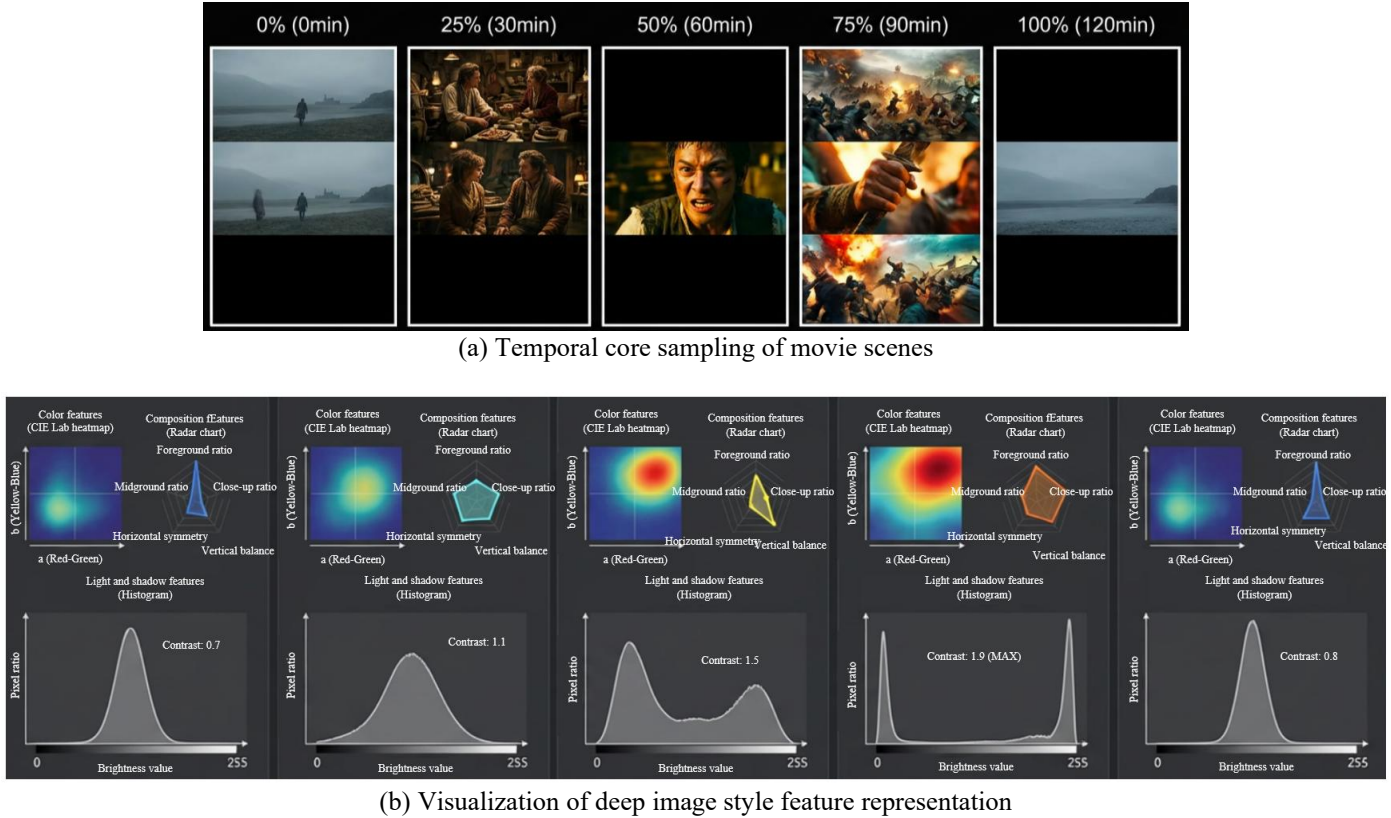 0% (0min)
25% (30min)
50% (60min)
75% (90min)
100% (120min)
(a) Temporal core sampling of movie scenes
Color features
(CIE Lab heatmap)
Composition fEatures
(Radar chart)
Foreground ratio
Midground ratio
Close-up ratio
Horizontal symmetry
Vertical balance
b (Yellow-Blue)
a (Red-Green)
Light and shadow features
(Histogram)
Contrast: 0.7
Pixel ratio
0
255
Brightness value
Color features
(CIE Lab heatmap)
Composition features
(Radar chart)
Foreground ratio
Midground ratio
Close-up ratio
Horizontal symmetry
Vertical balance
b (Yellow-Blue)
a (Red-Green)
Light and shadow features
(Histogram)
Contrast: 1.1
Pixel ratio
0
255
Brightness value
Color features
(CIE Lab heatmap)
Composition features
(Radar chart)
Foreground ratio
Midground ratio
Close-up ratio
Horizontal symmetry
Vertical balance
b (Yellow-Blue)
a (Red-Green)
Light and shadow features
(Histogram)
Contrast: 1.5
Pixel ratio
0
255
Brightness value
Color features
(CIE Lab heatmap)
Composition fEatures
(Radar chart)
Foreground ratio
Midground ratio
Close-up ratio
Horizontal symmetry
Vertical balance
b (Yellow-Blue)
a (Red-Green)
Light and shadow features
(Histogram)
Contrast: 1.9 (MAX)
Pixel ratio
0
255
Brightness value
Color features
(CIE Lab heatmap)
Composition features
(Radar chart)
Foreground ratio
Midground ratio
Close-up ratio
Horizontal symmetry
Vertical balance
b (Yellow-Blue)
a (Red-Green)
Light and shadow features
(Histogram)
Contrast: 0.8
Pixel ratio
0
255
Brightness value
(b) Visualization of deep image style feature representation